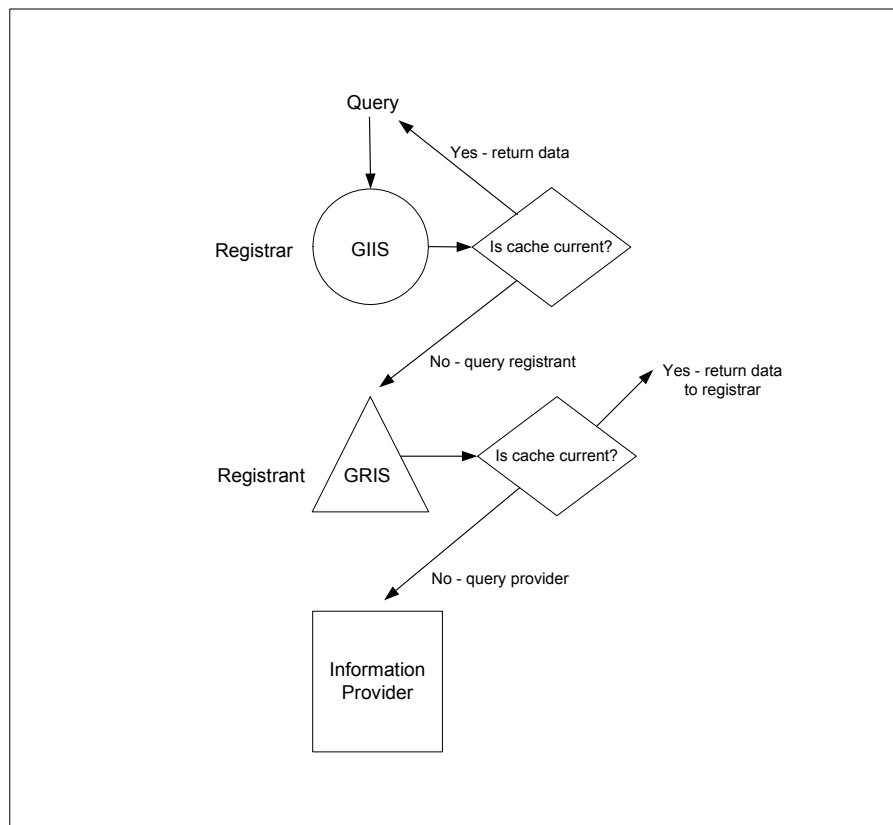 Query
Yes - return data
Registrar
GIIS
Is cache current?
No - query registrant
Yes - return data
to registrar
Registrant
GRIS
Is cache current?
No - query provider
Information
Provider